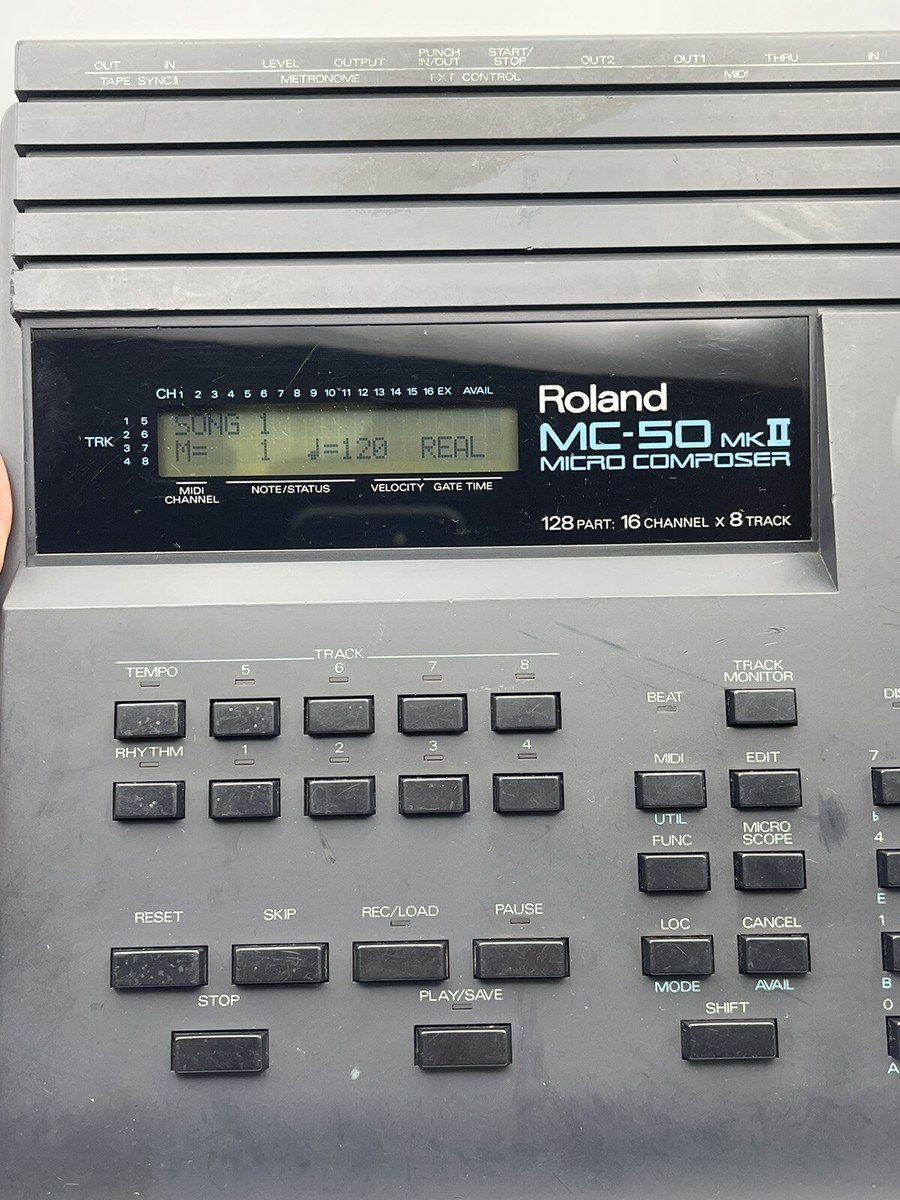 OUT IN LEVEL OUTPUT PUNCH IN/OUT START/STOP OUT2 OUT1 THRU IN
TAPE SYNC II METRONOME EXT CONTROL MIDI
CH 1 2 3 4 5 6 7 8 9 10 11 12 13 14 15 16 EX AVAIL
TRK
1 5
2 6
3 7
4 8
SONG 1
M= 1 ♩=120 REAL
MIDI CHANNEL NOTE/STATUS VELOCITY GATE TIME
Roland
MC-50 MKII
MICRO COMPOSER
128 PART: 16 CHANNEL X 8 TRACK
TRACK
TEMPO 5 6 7 8
RHYTHM 1 2 3 4
RESET SKIP REC/LOAD PAUSE
STOP PLAY/SAVE
BEAT TRACK MONITOR
MIDI EDIT
UTIL
FUNC MICRO SCOPE
LOC CANCEL
MODE AVAIL
SHIFT
7
♭
4
E
1
B
0